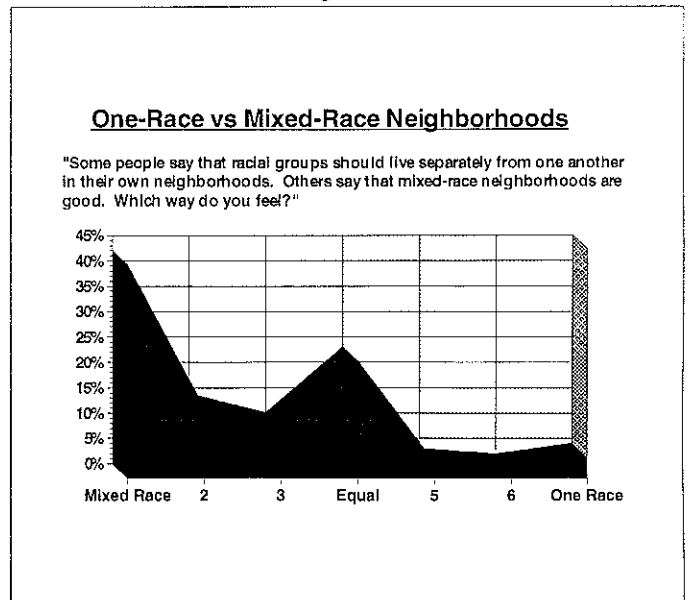 One-Race vs Mixed-Race Neighborhoods
"Some people say that racial groups should live separately from one another
in their own neighborhoods. Others say that mixed-race neighborhoods are
good. Which way do you feel?"
45%
40%
35%
30%
25%
20%
15%
10%
5%
0%
Mixed Race 2 3 Equal 5 6 One Race